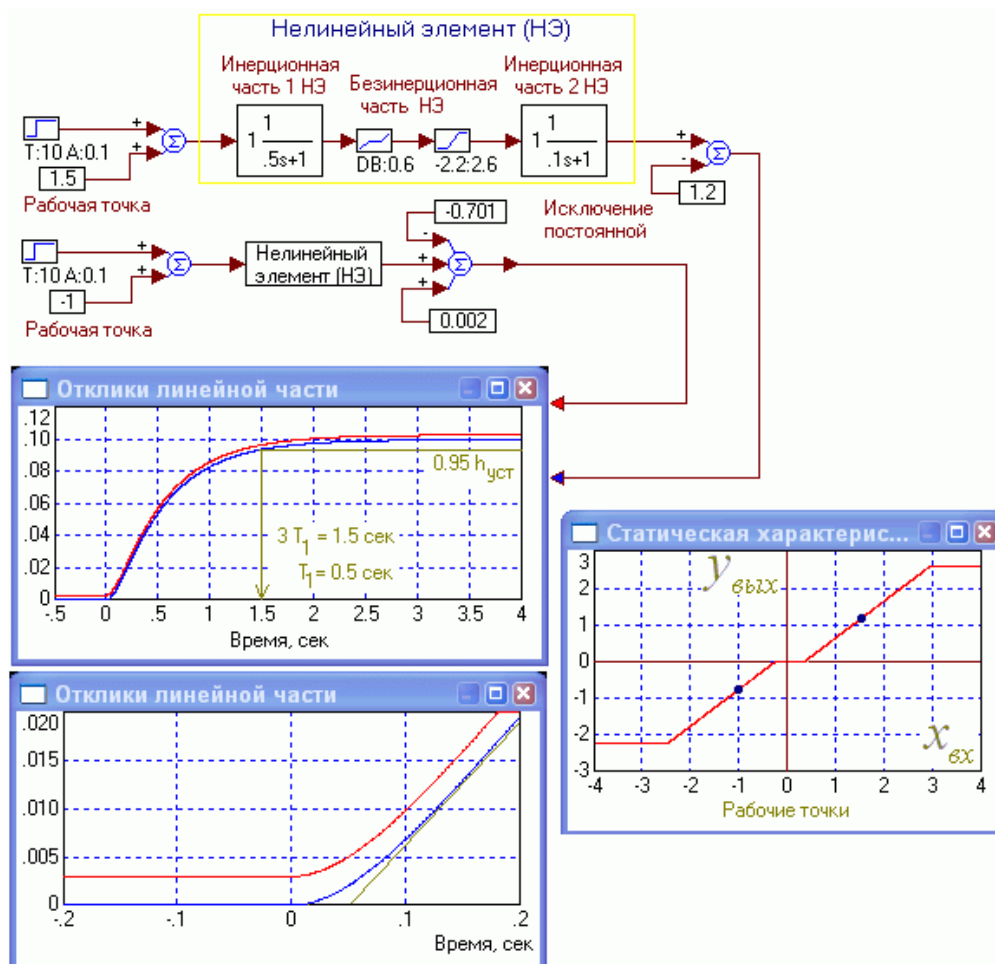 Нелинейный элемент (НЭ)
Инерционная
часть 1 НЭ
Безинерционная
часть НЭ
Инерционная
часть 2 НЭ
T:10 A:0.1
+
+
Σ
1.5
Рабочая точка
1
1
.5s+1
DB:0.6
-2.2:2.6
1
1
.1s+1
+
-
Σ
1.2
Исключение
постоянной
T:10 A:0.1
+
+
Σ
-1
Рабочая точка
Нелинейный
элемент (НЭ)
-0.701
-
+
+
Σ
0.002
Отклики линейной части
.12
.10
.08
.06
.04
.02
0
-.5
0
.5
1
1.5
2
2.5
3
3.5
4
0.95 hуст
3 T1 = 1.5 сек
T1 = 0.5 сек
Время, сек
Статическая характерис...
3
2
1
0
-1
-2
-3
-4
-3
-2
-1
0
1
2
3
4
yвых
xвх
Рабочие точки
Отклики линейной части
.020
.015
.010
.005
0
-.2
-.1
0
.1
.2
Время, сек